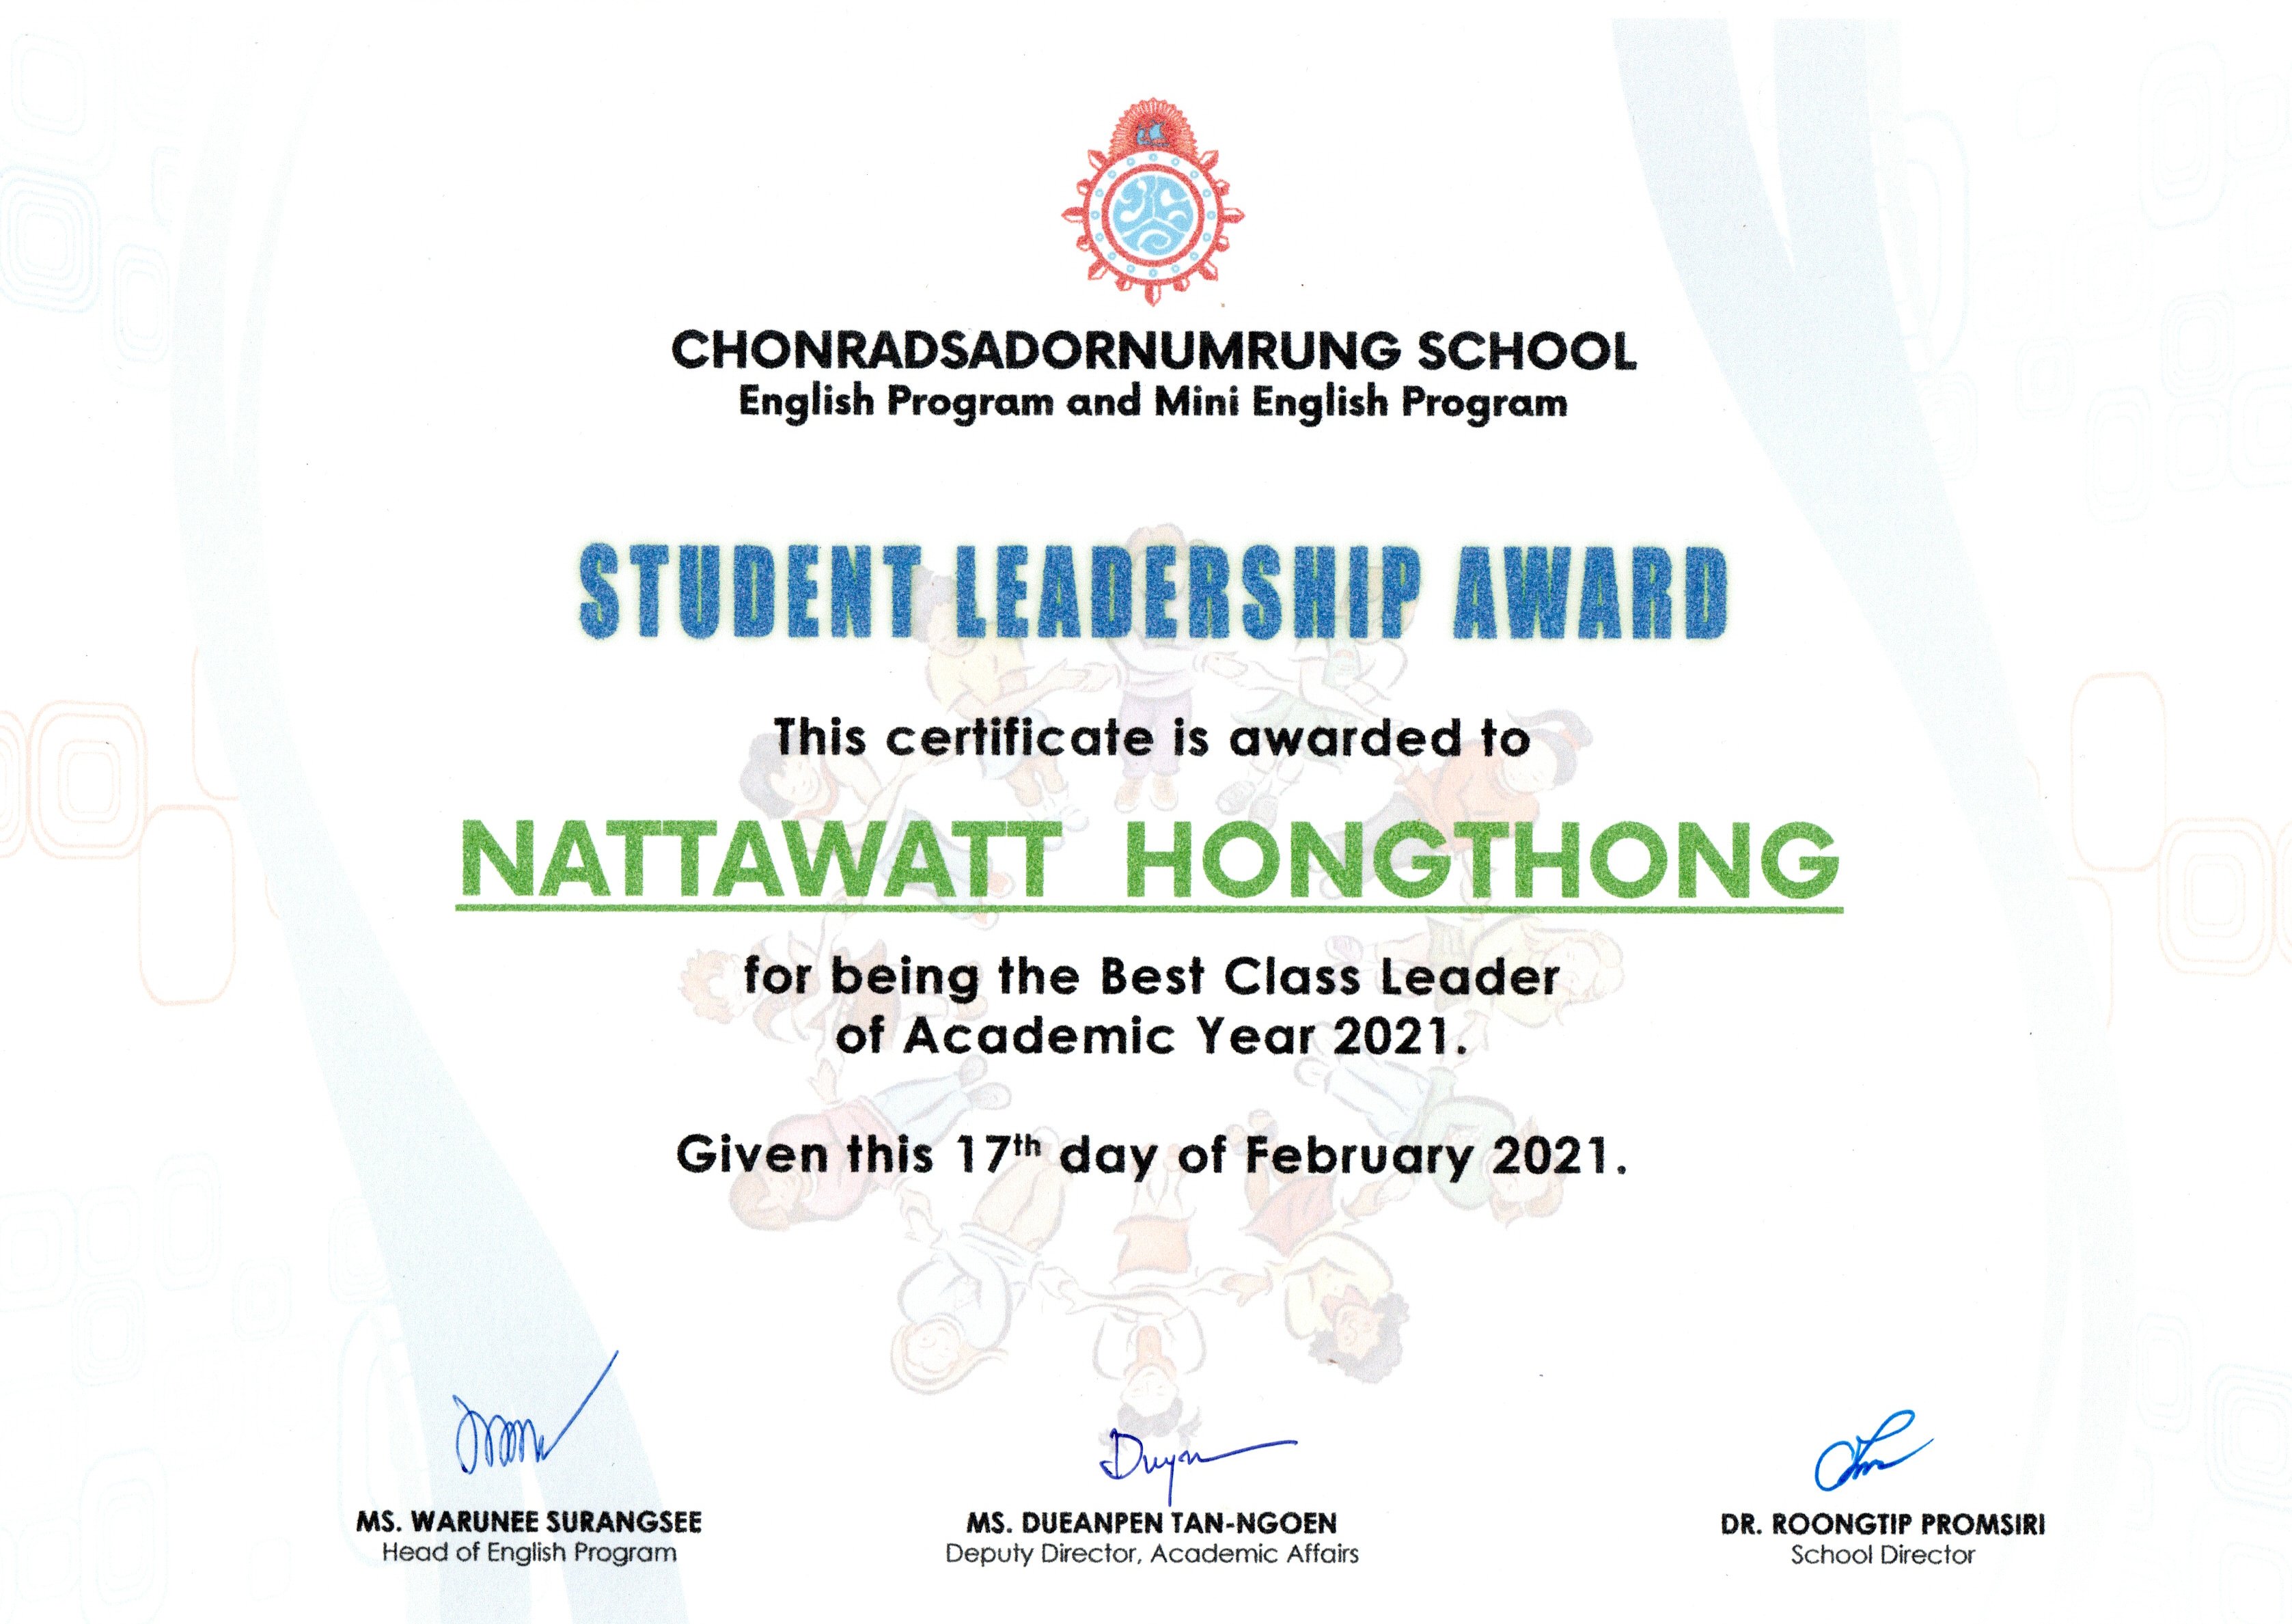 CHONRADSADORNUMRUNG SCHOOL
English Program and Mini English Program
STUDENT LEADERSHIP AWARD
This certificate is awarded to
NATTAWATT HONGTHONG
for being the Best Class Leader
of Academic Year 2021.
Given this 17th day of February 2021.
MS. WARUNEE SURANGSEE
Head of English Program
MS. DUEANPEN TAN-NGOEN
Deputy Director, Academic Affairs
DR. ROONGTIP PROMSIRI
School Director